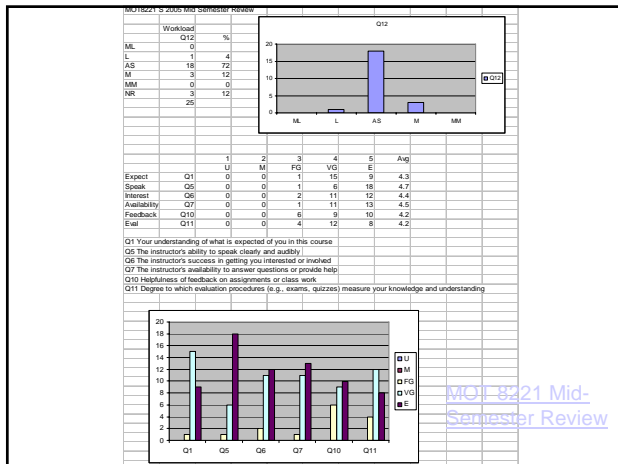 MOT8221 S 2005 Mid Semester Review
Workload
Q12 %
ML 0
L 1 4
AS 18 72
M 3 12
MM 0 0
NR 3 12
25
Q12
20
15
10
5
0
ML L AS M MM
Q12
1 2 3 4 5 Avg
U M FG VG E
Expect Q1 0 0 1 15 9 4.3
Speak Q5 0 0 1 6 18 4.7
Interest Q6 0 0 2 11 12 4.4
Availability Q7 0 0 1 11 13 4.5
Feedback Q10 0 0 6 9 10 4.2
Eval Q11 0 0 4 12 8 4.2
Q1 Your understanding of what is expected of you in this course
Q5 The instructor's ability to speak clearly and audibly
Q6 The instructor's success in getting you interested or involved
Q7 The instructor's availability to answer questions or provide help
Q10 Helpfulness of feedback on assignments or class work
Q11 Degree to which evaluation procedures (e.g., exams, quizzes) measure your knowledge and understanding
20
18
16
14
12
10
8
6
4
2
0
Q1 Q5 Q6 Q7 Q10 Q11
U
M
FG
VG
E
MOT 8221 Mid-
Semester Review